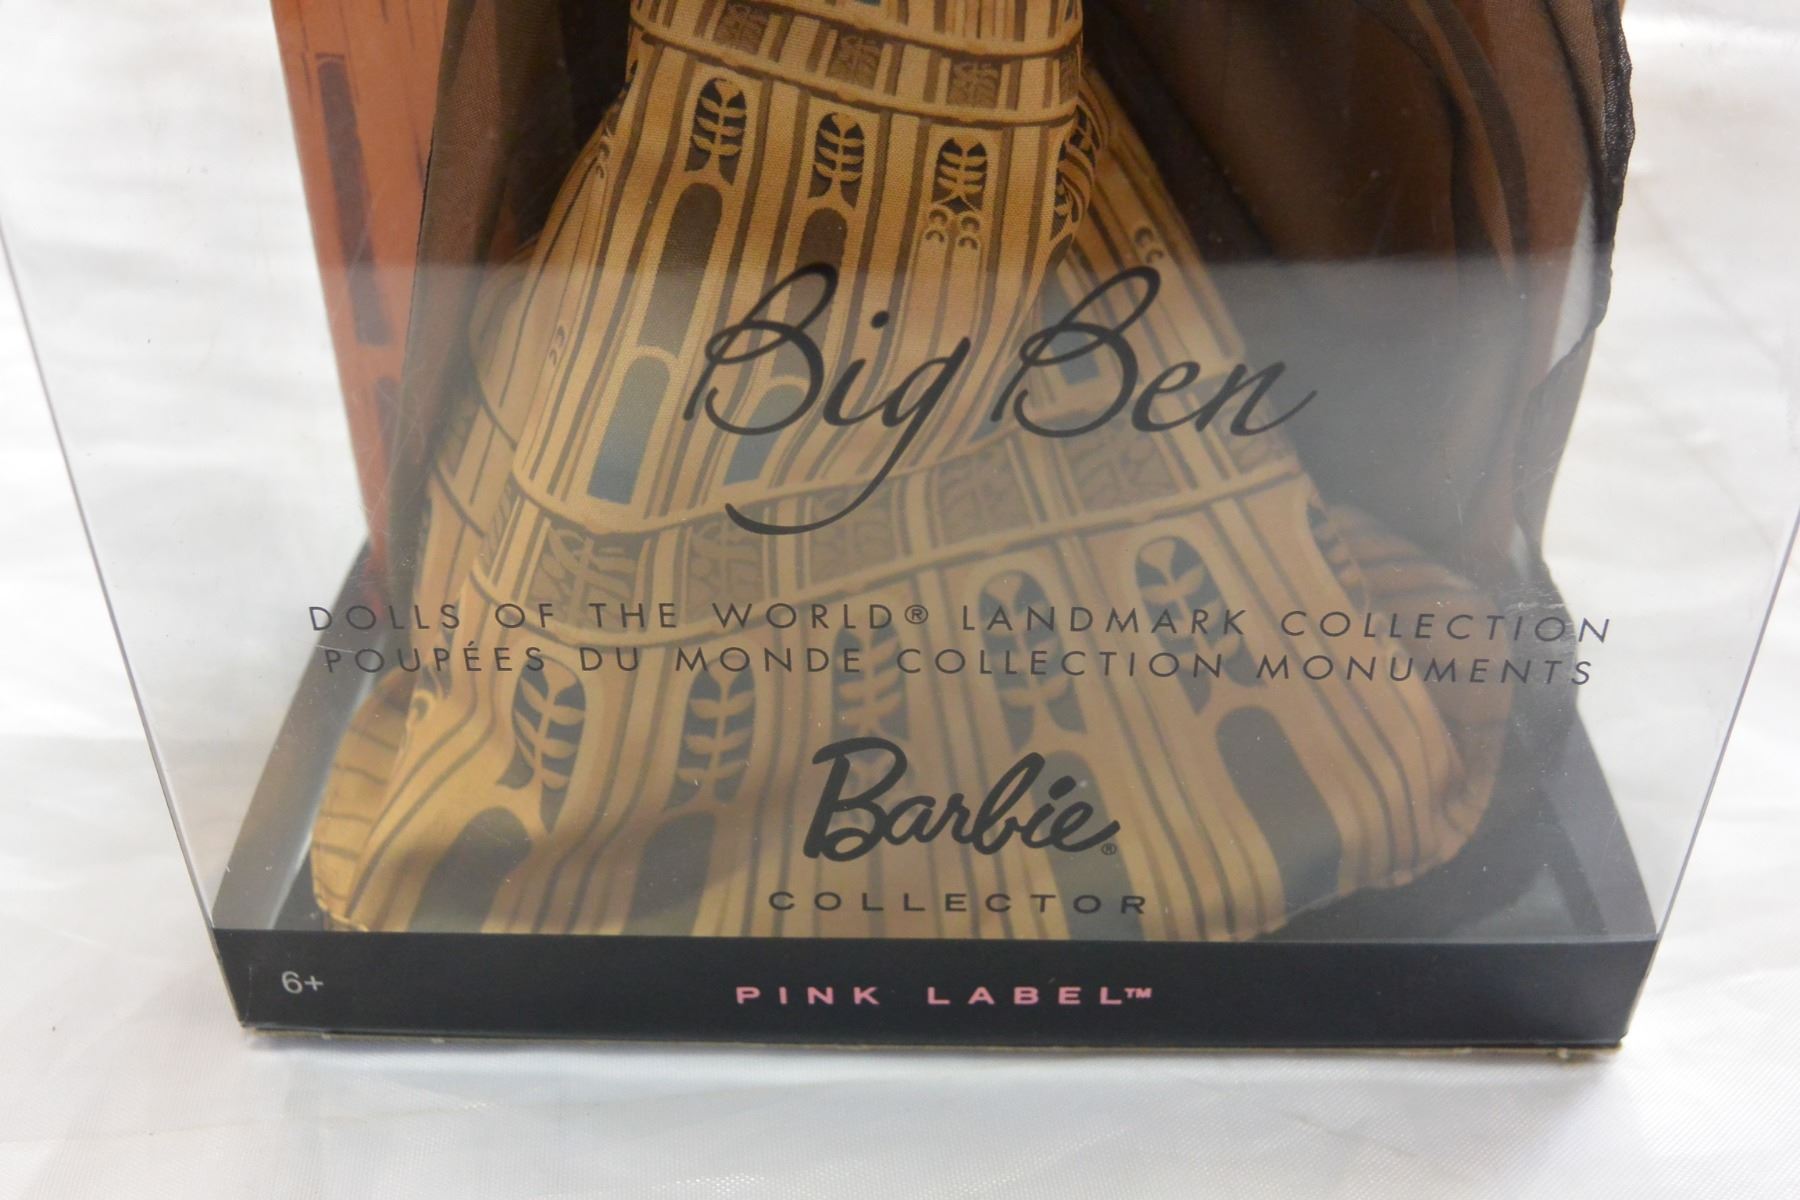 Big Ben
DOLLS OF THE WORLD® LANDMARK COLLECTION
POUPÉES DU MONDE COLLECTION MONUMENTS
Barbie®
COLLECTOR
6+
PINK LABEL™